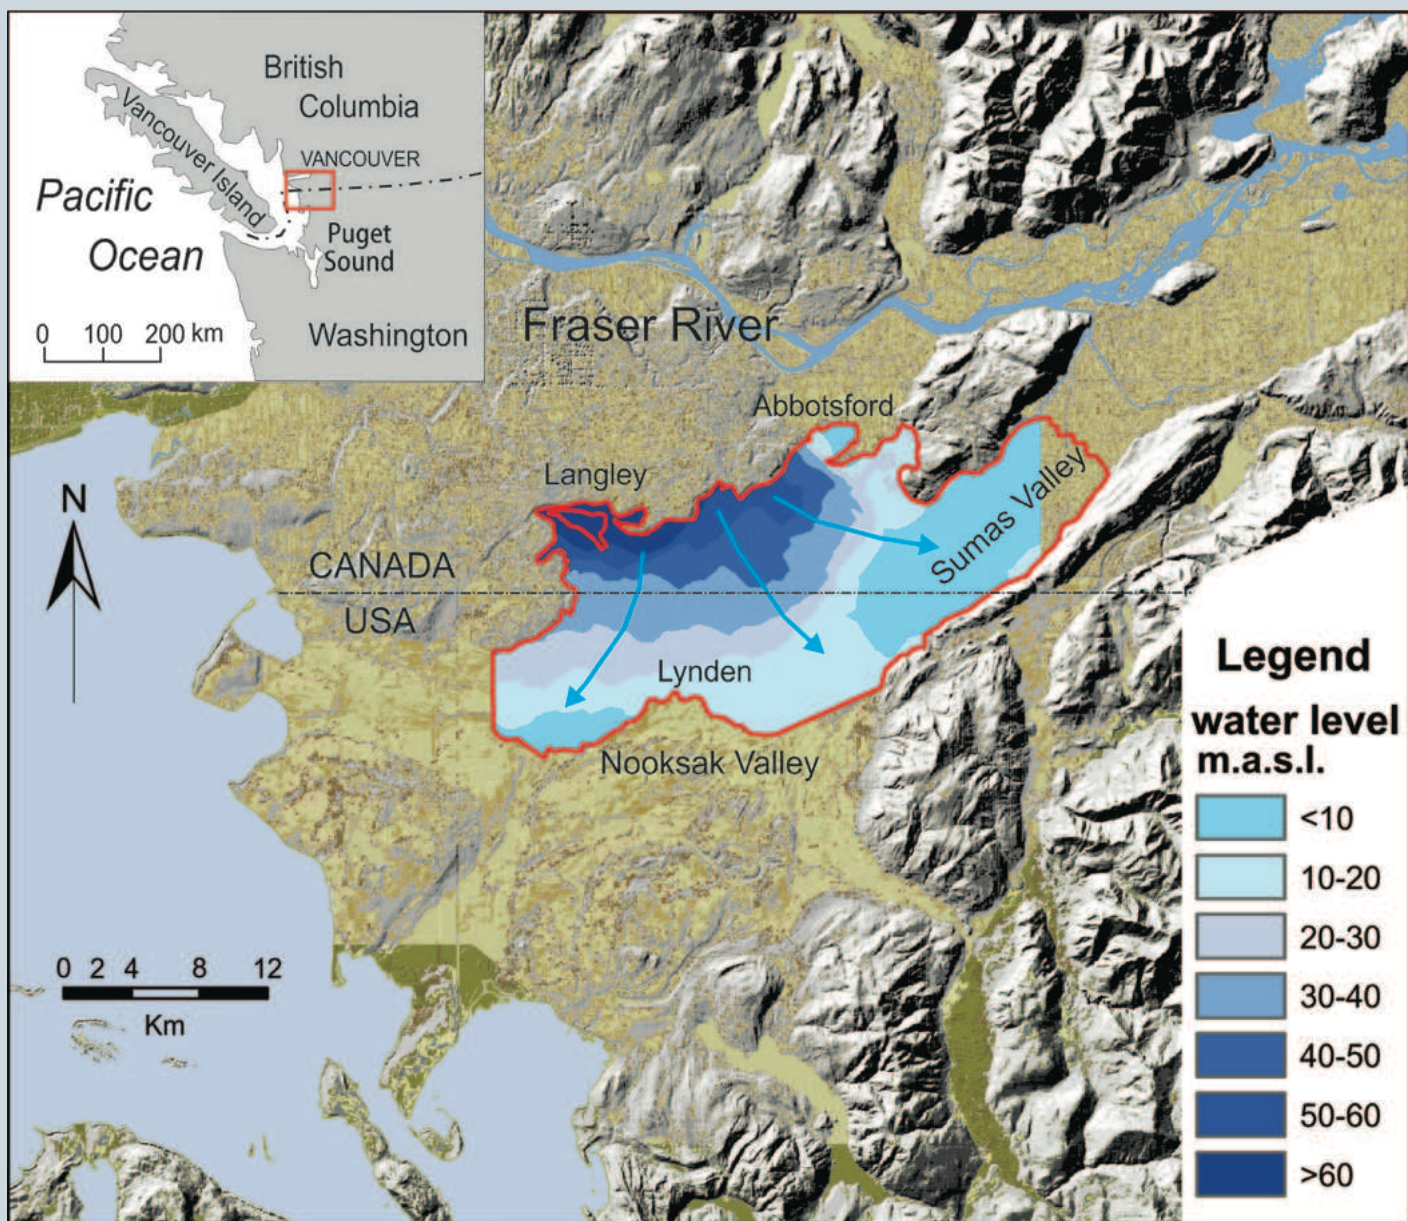 British
Columbia
Vancouver Island
VANCOUVER
Pacific
Ocean
Puget
Sound
0 100 200 km
Washington
Fraser River
Abbotsford
Langley
N
Sumas Valley
CANADA
USA
Lynden
Nooksak Valley
0 2 4 8 12
Km
Legend
water level
m.a.s.l.
<10
10-20
20-30
30-40
40-50
50-60
>60